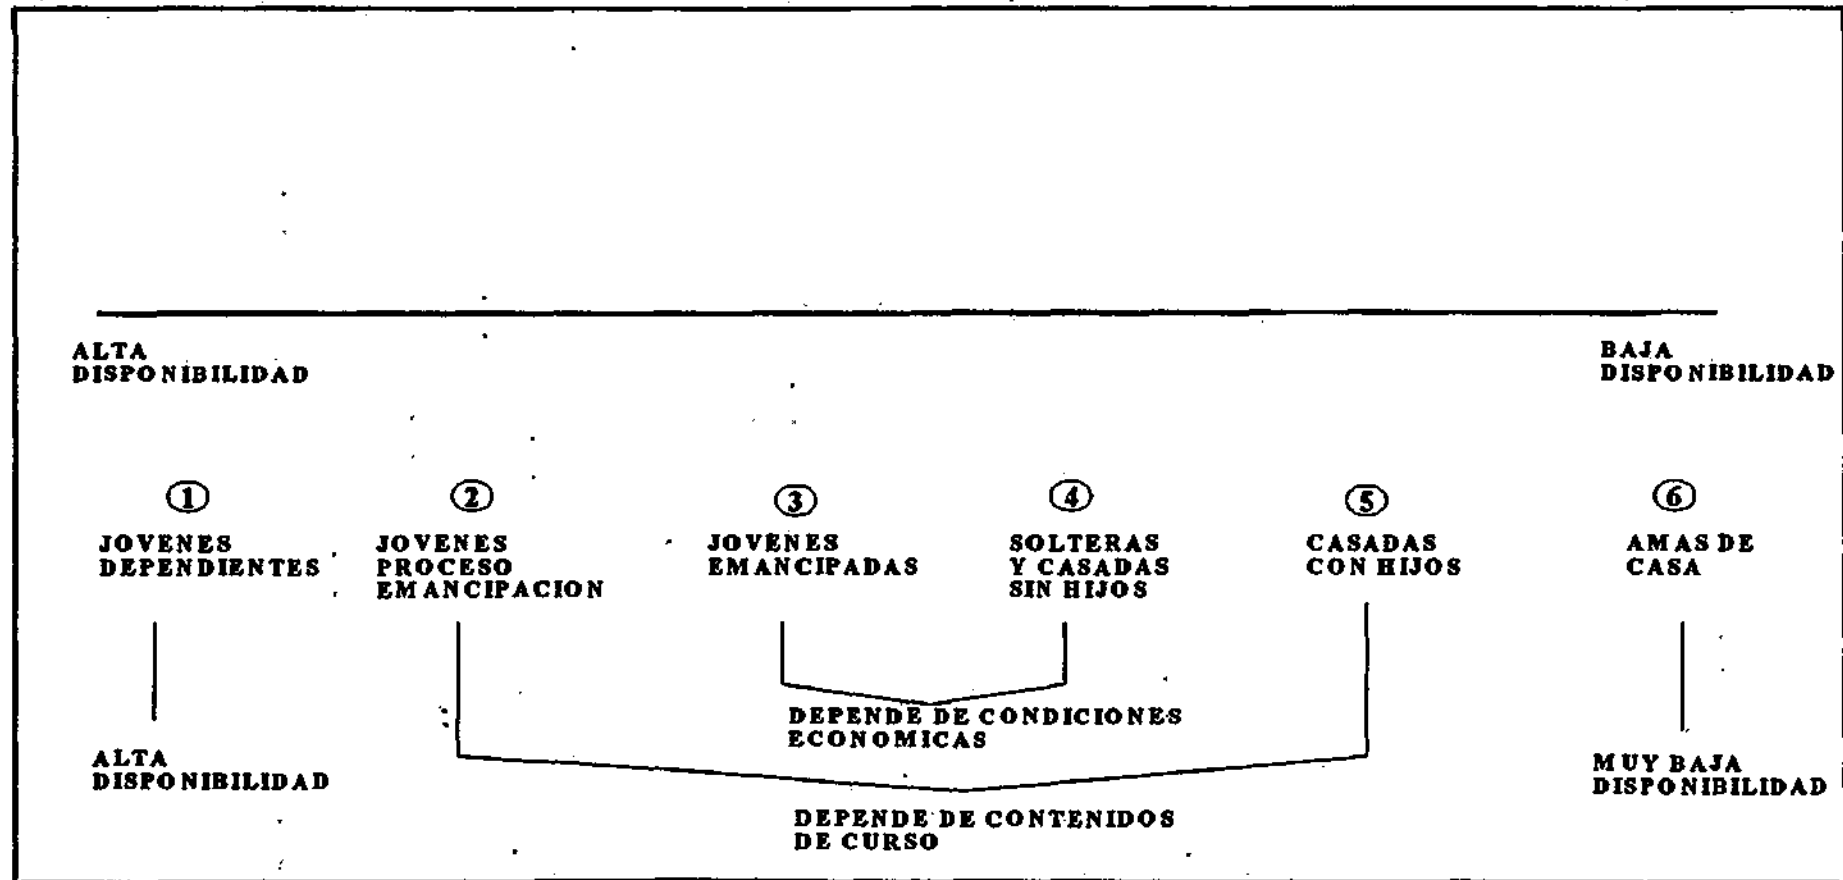 ALTA
DISPONIBILIDAD
BAJA
DISPONIBILIDAD
1
JOVENES
DEPENDIENTES
2
JOVENES
PROCESO
EMANCIPACION
3
JOVENES
EMANCIPADAS
4
SOLTERAS
Y CASADAS
SIN HIJOS
5
CASADAS
CON HIJOS
6
AMAS DE
CASA
DEPENDE DE CONDICIONES
ECONOMICAS
ALTA
DISPONIBILIDAD
MUY BAJA
DISPONIBILIDAD
DEPENDE DE CONTENIDOS
DE CURSO